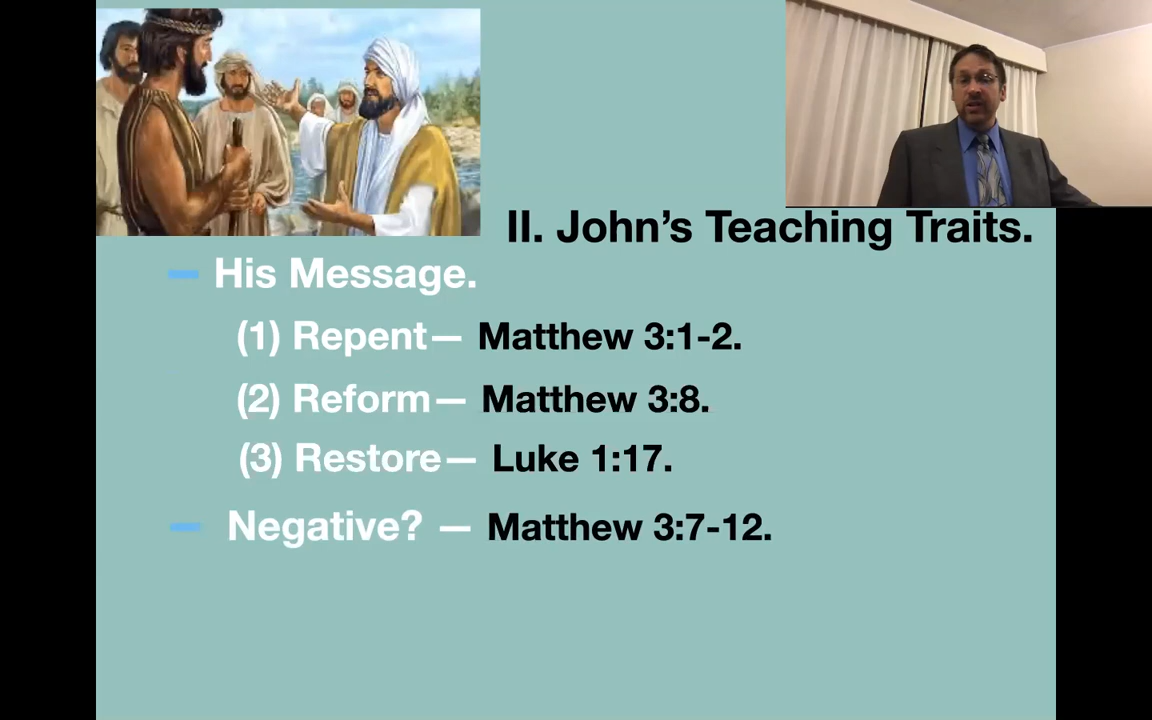 II. John's Teaching Traits.
– His Message.
(1) Repent— Matthew 3:1-2.
(2) Reform— Matthew 3:8.
(3) Restore— Luke 1:17.
– Negative? — Matthew 3:7-12.